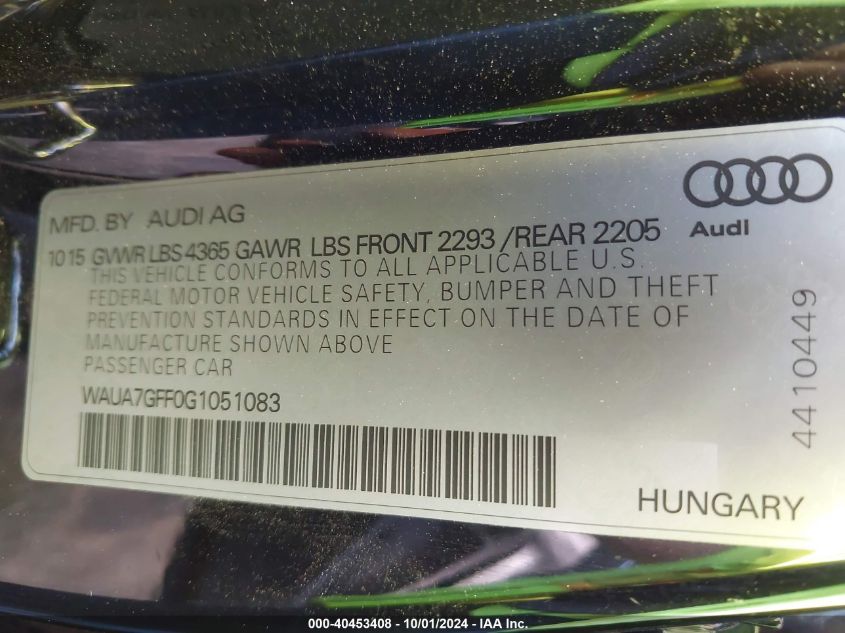 MFD. BY AUDI AG
Audi
10 15 GVWR LBS 4365 GAWR LBS FRONT 2293 /REAR 2205
THIS VEHICLE CONFORMS TO ALL APPLICABLE U.S.
FEDERAL MOTOR VEHICLE SAFETY, BUMPER AND THEFT
PREVENTION STANDARDS IN EFFECT ON THE DATE OF
MANUFACTURE SHOWN ABOVE
PASSENGER CAR
WAUA7GFF0G1051083
4410449
HUNGARY
000-40453408 - 10/01/2024 - IAA Inc.